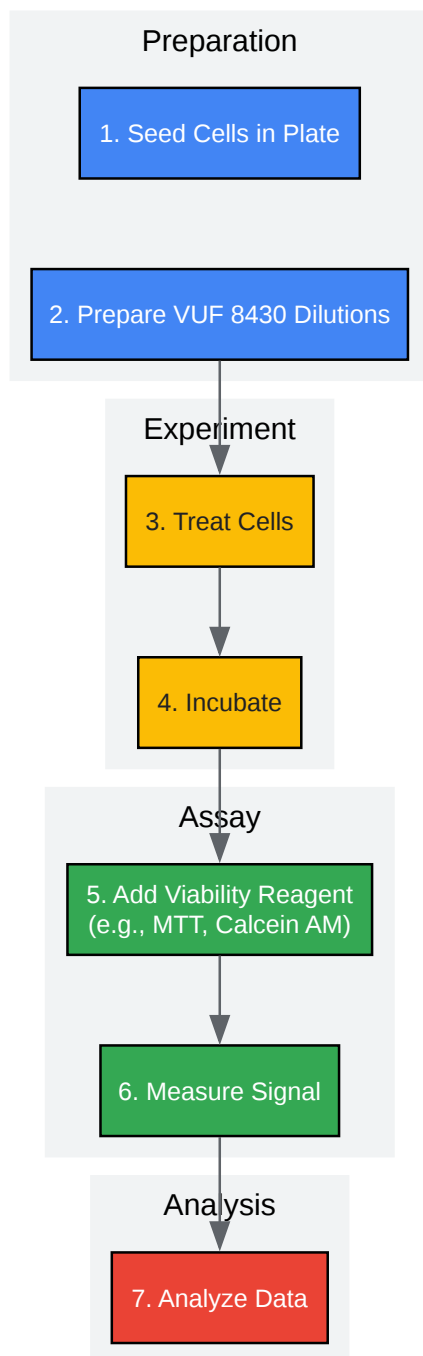 Preparation
1. Seed Cells in Plate
2. Prepare VUF 8430 Dilutions
Experiment
3. Treat Cells
4. Incubate
Assay
5. Add Viability Reagent
(e.g., MTT, Calcein AM)
6. Measure Signal
Analysis
7. Analyze Data